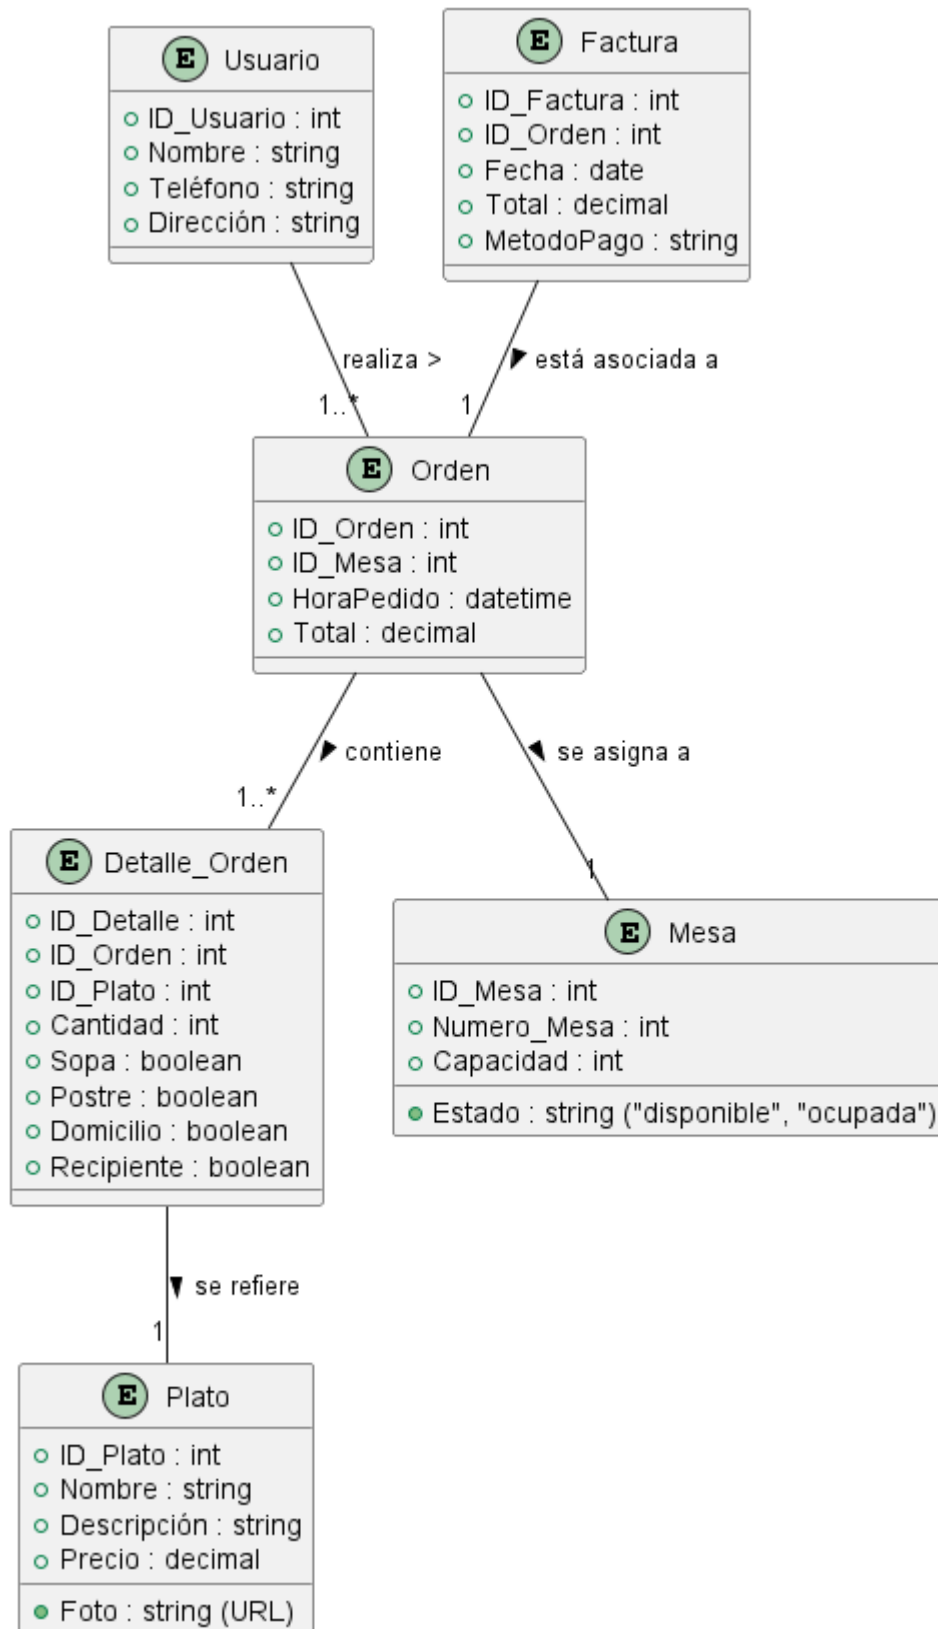 E Usuario
ID_Usuario : int
Nombre : string
Teléfono : string
Dirección : string
E Factura
ID_Factura : int
ID_Orden : int
Fecha : date
Total : decimal
MetodoPago : string
realiza >
1..*
está asociada a
1
E Orden
ID_Orden : int
ID_Mesa : int
HoraPedido : datetime
Total : decimal
contiene
1..*
se asigna a
1
E Detalle_Orden
ID_Detalle : int
ID_Orden : int
ID_Plato : int
Cantidad : int
Sopa : boolean
Postre : boolean
Domicilio : boolean
Recipiente : boolean
E Mesa
ID_Mesa : int
Numero_Mesa : int
Capacidad : int
Estado : string ("disponible", "ocupada")
se refiere
1
E Plato
ID_Plato : int
Nombre : string
Descripción : string
Precio : decimal
Foto : string (URL)